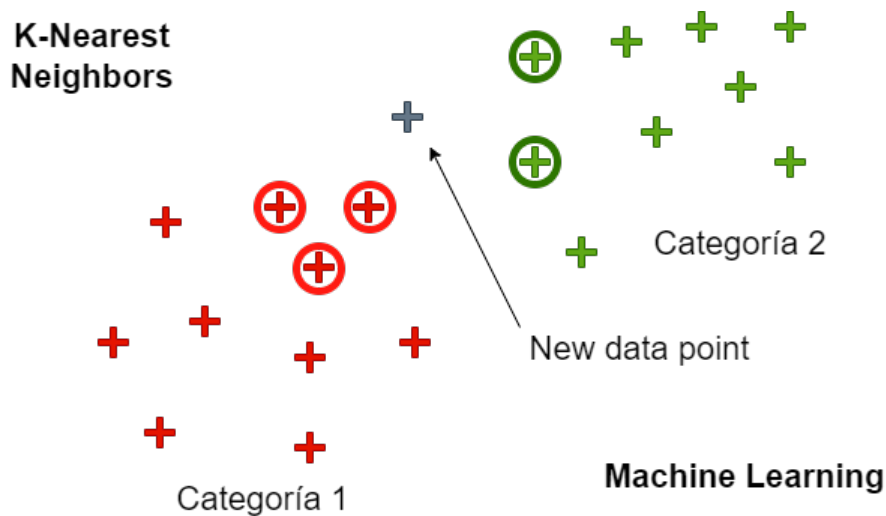 K-Nearest
Neighbors
Categoría 2
New data point
Machine Learning
Categoría 1